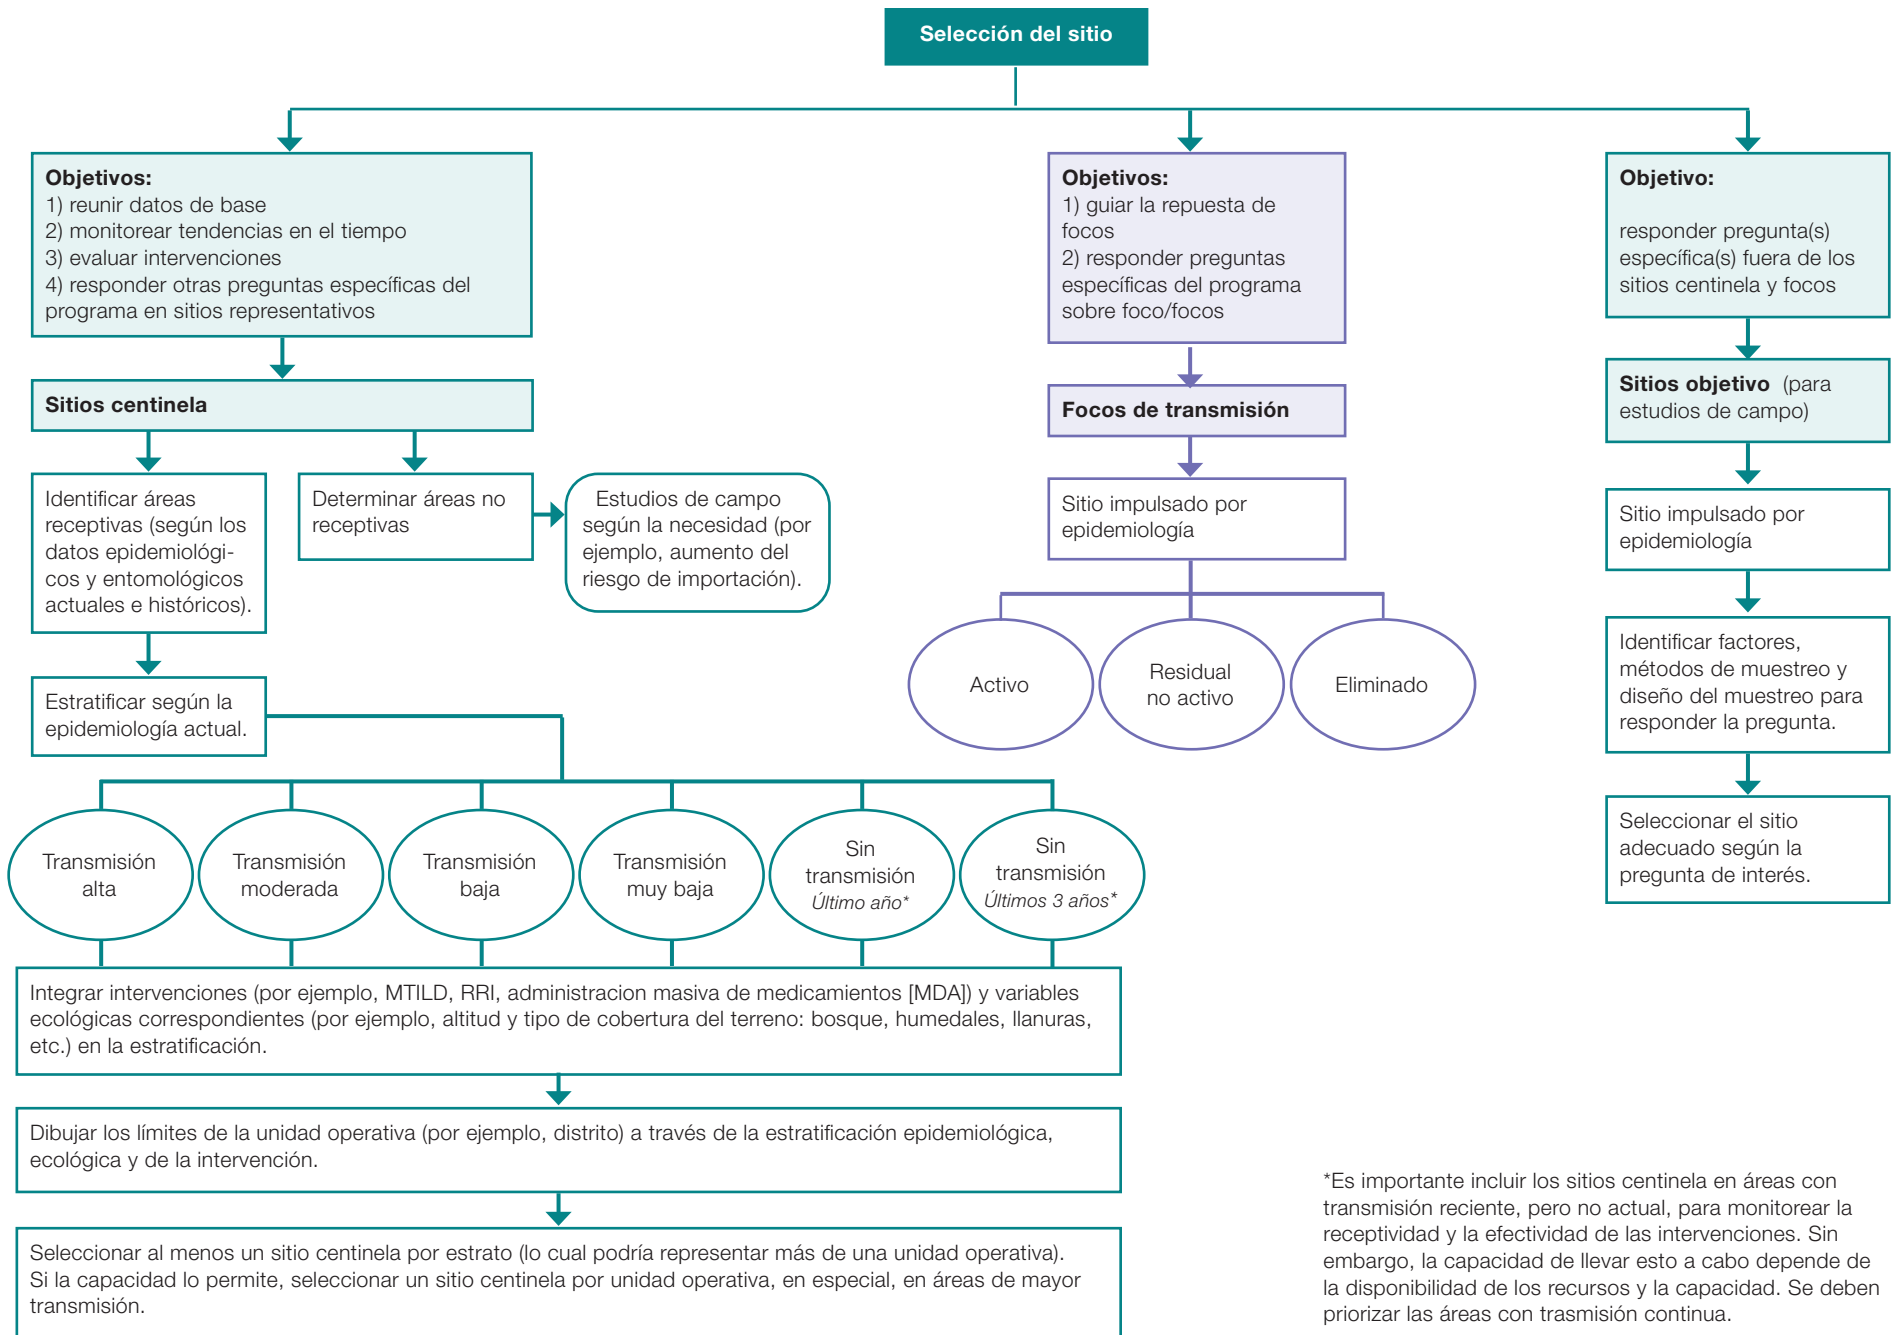 Selección del sitio
Objetivos:
1) reunir datos de base
2) monitorear tendencias en el tiempo
3) evaluar intervenciones
4) responder otras preguntas específicas del
programa en sitios representativos
Sitios centinela
Identificar áreas
receptivas (según los
datos epidemiológi-
cos y entomológicos
actuales e históricos).
Determinar áreas no
receptivas
Estudios de campo
según la necesidad (por
ejemplo, aumento del
riesgo de importación).
Estratificar según la
epidemiología actual.
Transmisión
alta
Transmisión
moderada
Transmisión
baja
Transmisión
muy baja
Sin
transmisión
Último año*
Sin
transmisión
Últimos 3 años*
Integrar intervenciones (por ejemplo, MTILD, RRI, administracion masiva de medicamentos [MDA]) y variables
ecológicas correspondientes (por ejemplo, altitud y tipo de cobertura del terreno: bosque, humedales, llanuras,
etc.) en la estratificación.
Dibujar los límites de la unidad operativa (por ejemplo, distrito) a través de la estratificación epidemiológica,
ecológica y de la intervención.
Seleccionar al menos un sitio centinela por estrato (lo cual podría representar más de una unidad operativa).
Si la capacidad lo permite, seleccionar un sitio centinela por unidad operativa, en especial, en áreas de mayor
transmisión.
Objetivos:
1) guiar la repuesta de
focos
2) responder preguntas
específicas del programa
sobre foco/focos
Focos de transmisión
Sitio impulsado por
epidemiología
Activo
Residual
no activo
Eliminado
Objetivo:
responder pregunta(s)
específica(s) fuera de los
sitios centinela y focos
Sitios objetivo (para
estudios de campo)
Sitio impulsado por
epidemiología
Identificar factores,
métodos de muestreo y
diseño del muestreo para
responder la pregunta.
Seleccionar el sitio
adecuado según la
pregunta de interés.
*Es importante incluir los sitios centinela en áreas con
transmisión reciente, pero no actual, para monitorear la
receptividad y la efectividad de las intervenciones. Sin
embargo, la capacidad de llevar esto a cabo depende de
la disponibilidad de los recursos y la capacidad. Se deben
priorizar las áreas con trasmisión continua.